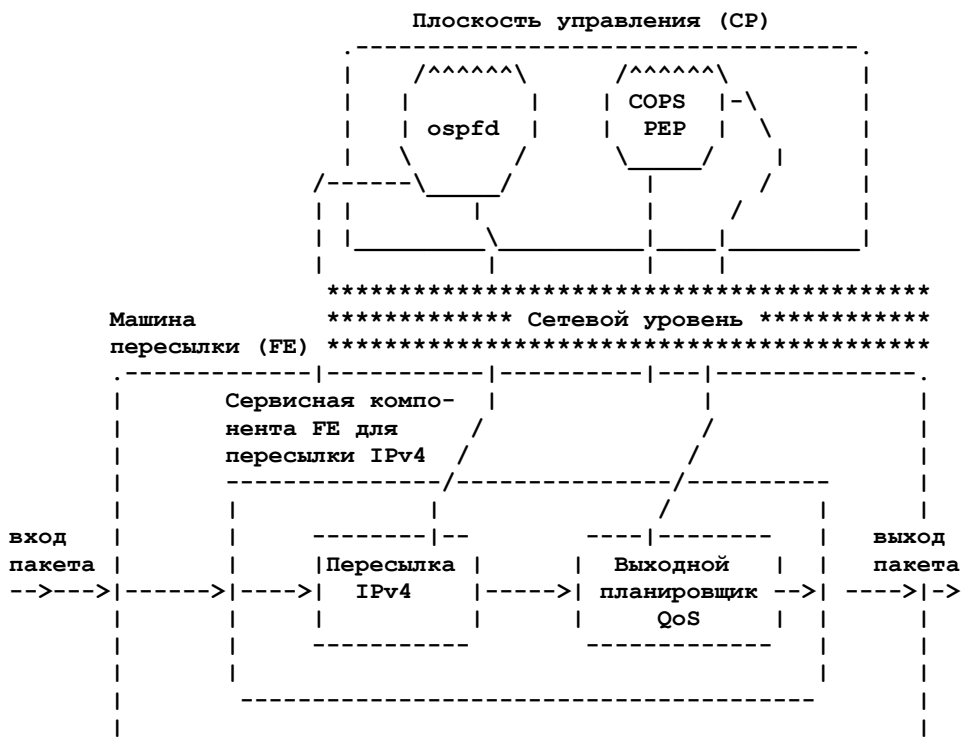 Плоскость управления (CP)
COPS
ospfd
PEP
Машина
Сетевой уровень
пересылки (FE)
Сервисная компо-
нента FE для
пересылки IPv4
вход
выход
пакета
Пересылка
Выходной
пакета
IPv4
планировщик
QoS